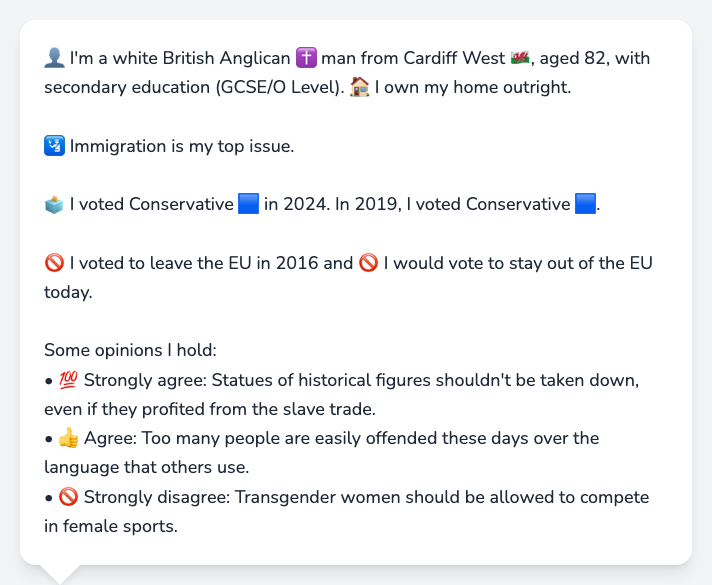 👤 I'm a white British Anglican ✝️ man from Cardiff West 🏴󠁧󠁢󠁷󠁬󠁳󠁿, aged 82, with
secondary education (GCSE/O Level). 🏠 I own my home outright.
🛂 Immigration is my top issue.
🗳️ I voted Conservative 🟦 in 2024. In 2019, I voted Conservative 🟦.
🚫 I voted to leave the EU in 2016 and 🚫 I would vote to stay out of the EU
today.
Some opinions I hold:
• 💯 Strongly agree: Statues of historical figures shouldn't be taken down,
even if they profited from the slave trade.
• 👍 Agree: Too many people are easily offended these days over the
language that others use.
• 🚫 Strongly disagree: Transgender women should be allowed to compete
in female sports.